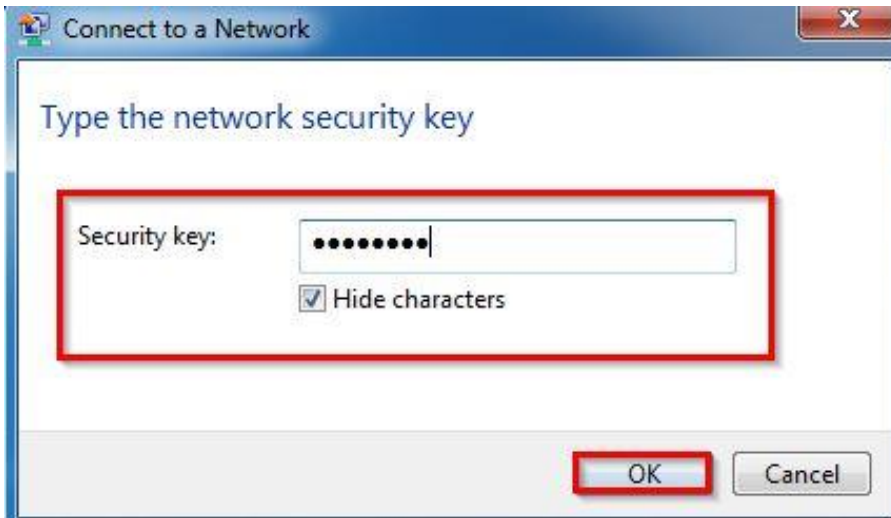 Connect to a Network
Type the network security key
Security key: ••••••••
Hide characters
OK Cancel